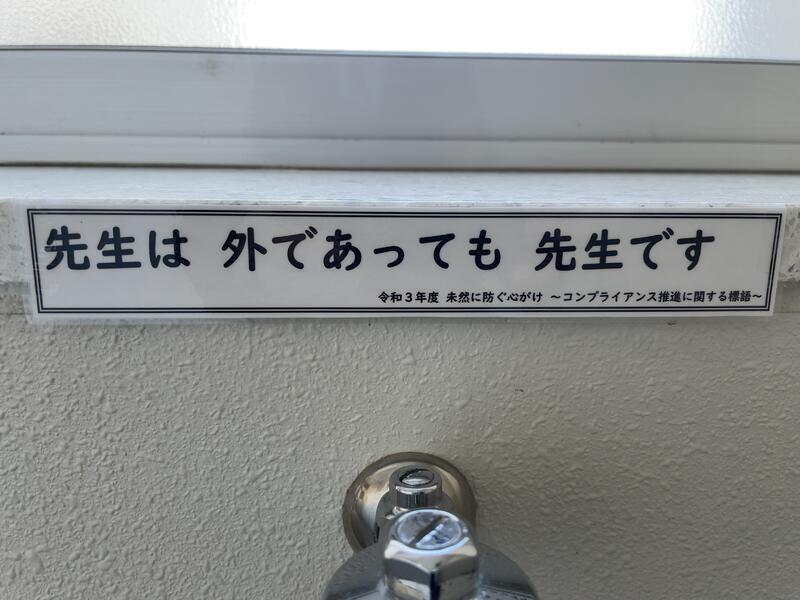 先生は 外であっても 先生です
令和3年度 未然に防ぐ心がけ ～コンプライアンス推進に関する標語～